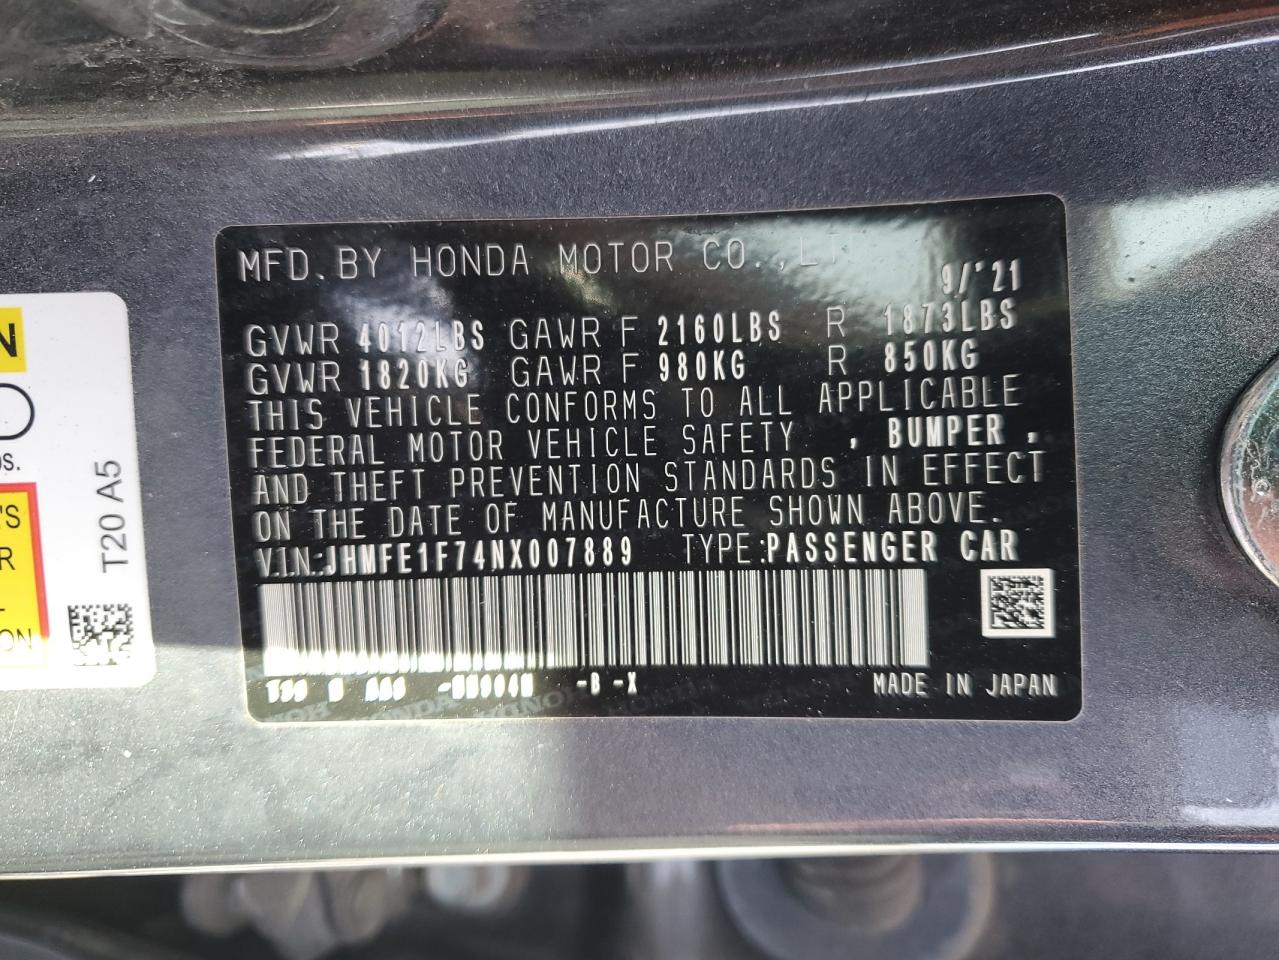 MFD.BY HONDA MOTOR CO.,LT
9/'21
GVWR 4012LBS GAWR F 2160LBS R 1873LBS
GVWR 1820KG GAWR F 980KG R 850KG
THIS VEHICLE CONFORMS TO ALL APPLICABLE
FEDERAL MOTOR VEHICLE SAFETY , BUMPER ,
AND THEFT PREVENTION STANDARDS IN EFFECT
ON THE DATE OF MANUFACTURE SHOWN ABOVE.
V.I.N.:JHMFE1F74NX007889 TYPE:PASSENGER CAR
-B -X MADE IN JAPAN
T20 A5
N
OS.
'S
R
ON